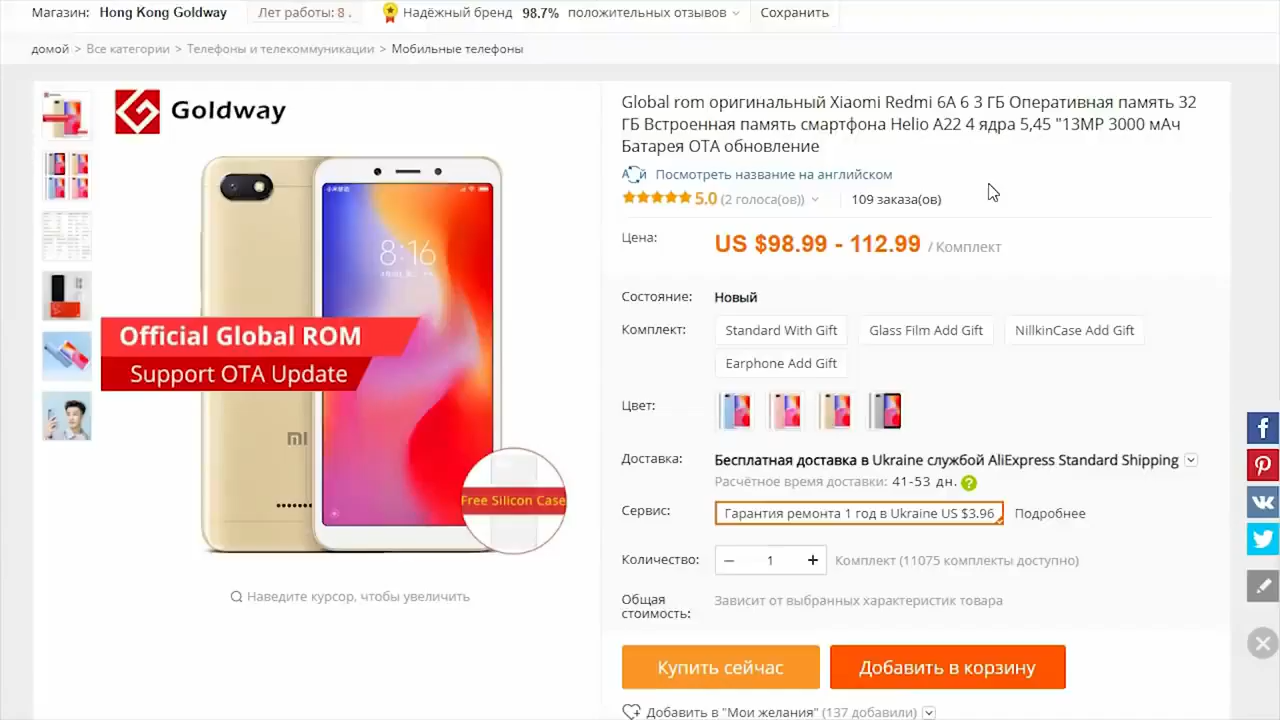 Магазин: Hong Kong Goldway Лет работы: 8 . Надёжный бренд 98.7% положительных отзывов Сохранить
домой > Все категории > Телефоны и телекоммуникации > Мобильные телефоны
Goldway
8:16
Official Global ROM
Support OTA Update
mi
Free Silicon Case
Наведите курсор, чтобы увеличить
Global rom оригинальный Xiaomi Redmi 6A 6 3 ГБ Оперативная память 32
ГБ Встроенная память смартфона Helio A22 4 ядра 5,45 "13MP 3000 мАч
Батарея OTA обновление
Посмотреть название на английском
5.0 (2 голоса(ов)) 109 заказа(ов)
Цена: US $98.99 - 112.99 / Комплект
Состояние: Новый
Комплект: Standard With Gift Glass Film Add Gift NillkinCase Add Gift
Earphone Add Gift
Цвет:
Доставка: Бесплатная доставка в Ukraine службой AliExpress Standard Shipping
Расчётное время доставки: 41-53 дн. ?
Сервис: Гарантия ремонта 1 год в Ukraine US $3.96 Подробнее
Количество: − 1 + Комплект (11075 комплекты доступно)
Общая
стоимость: Зависит от выбранных характеристик товара
Купить сейчас Добавить в корзину
Добавить в "Мои желания" (137 добавили)